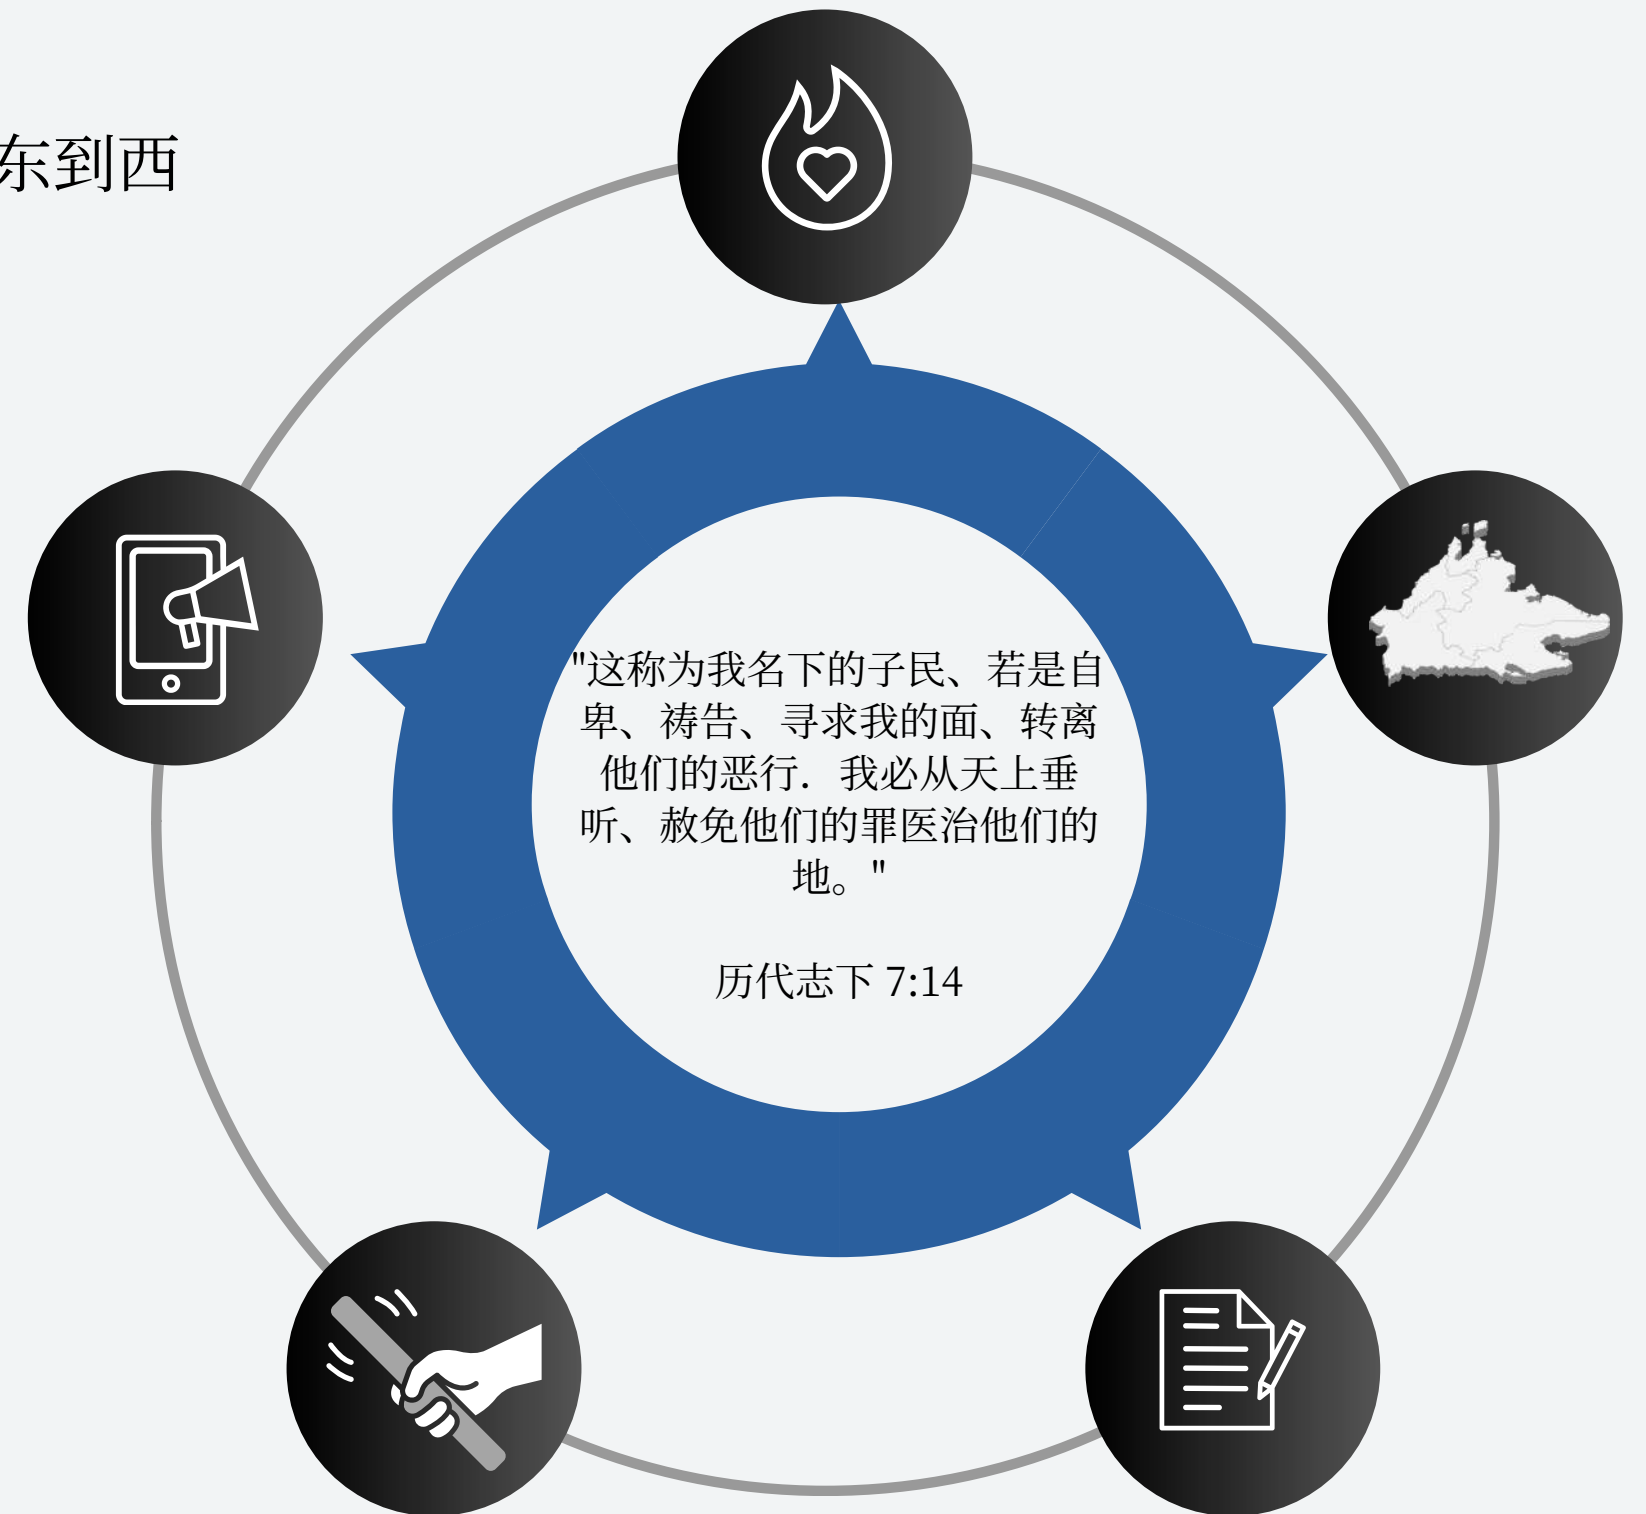 东到西
"这称为我名下的子民、若是自
卑、祷告、寻求我的面、转离
他们的恶行．我必从天上垂
听、赦免他们的罪医治他们的
地。"
历代志下 7:14